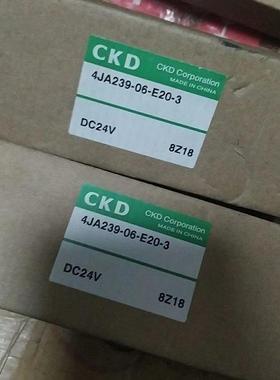 CKD CKD Corporation
MADE IN CHINA
4JA239-06-E20-3
DC24V 8Z18
CKD CKD Corporation
MADE IN CHINA
4JA239-06-E20-3
DC24V 8Z18